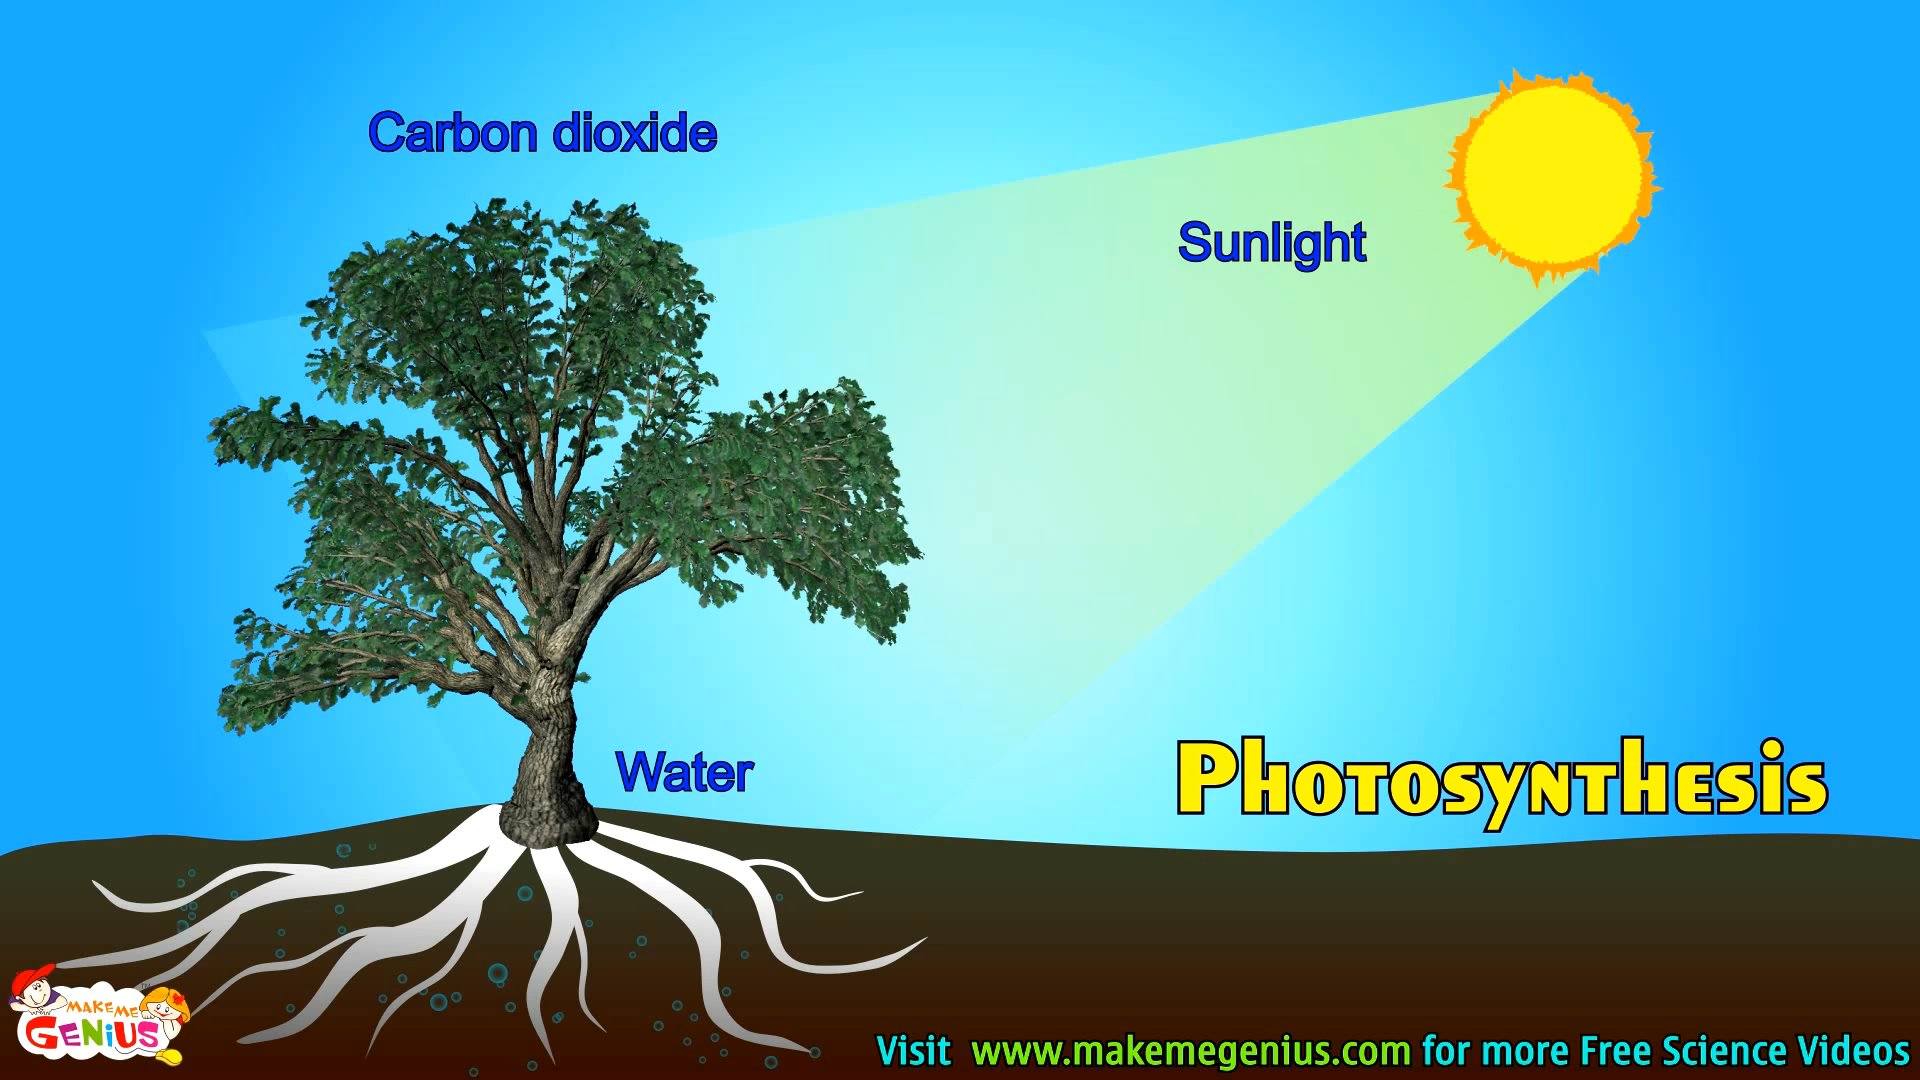 Carbon dioxide
Sunlight
Water
Photosynthesis
MAKE ME
GENiUS
Visit www.makemegenius.com for more Free Science Videos